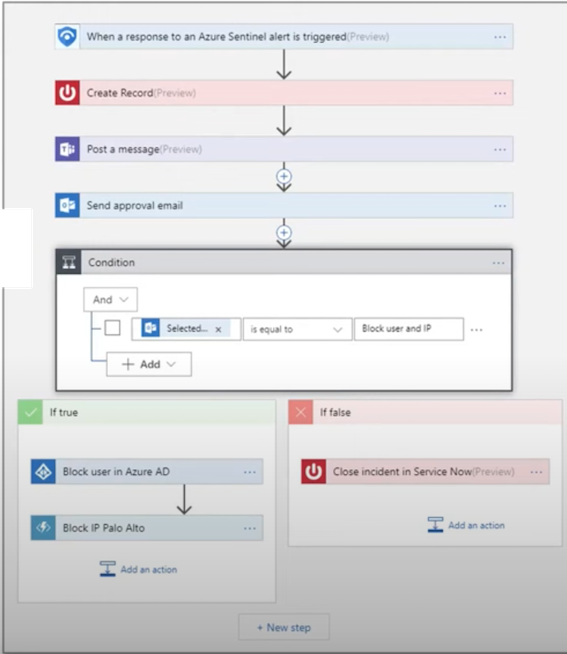 When a response to an Azure Sentinel alert is triggered(Preview)
Create Record(Preview)
Post a message(Preview)
Send approval email
Condition
And
Selected... x is equal to Block user and IP
+ Add
If true
If false
Block user in Azure AD
Close incident in Service Now(Preview)
Block IP Palo Alto
Add an action
Add an action
+ New step